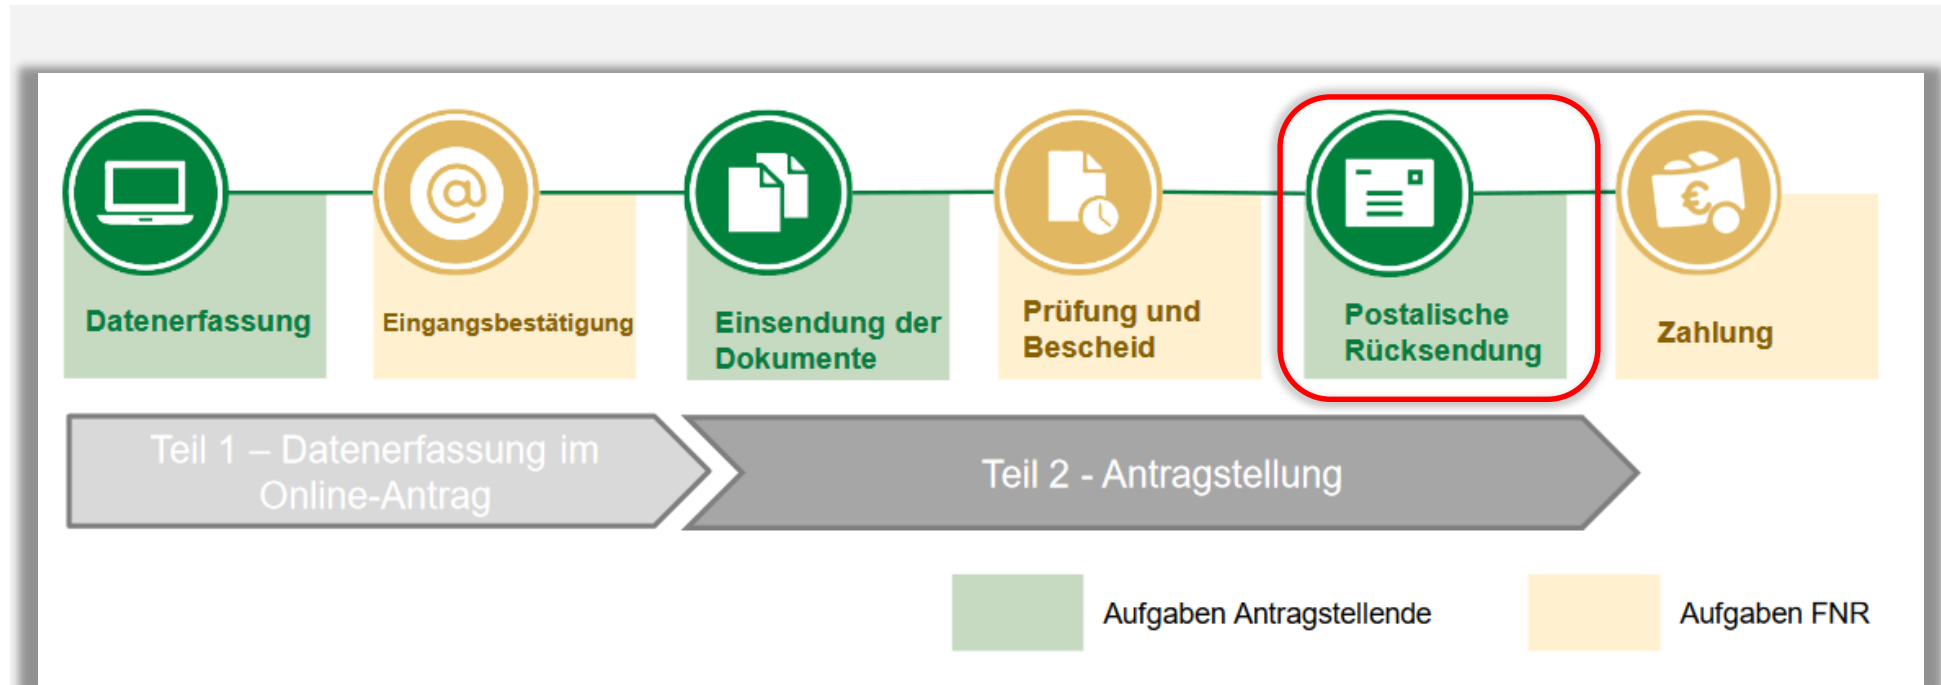 Datenerfassung
Eingangsbestätigung
Einsendung der
Dokumente
Prüfung und
Bescheid
Postalische
Rücksendung
Zahlung
Teil 1 – Datenerfassung im
Online-Antrag
Teil 2 - Antragstellung
Aufgaben Antragstellende
Aufgaben FNR